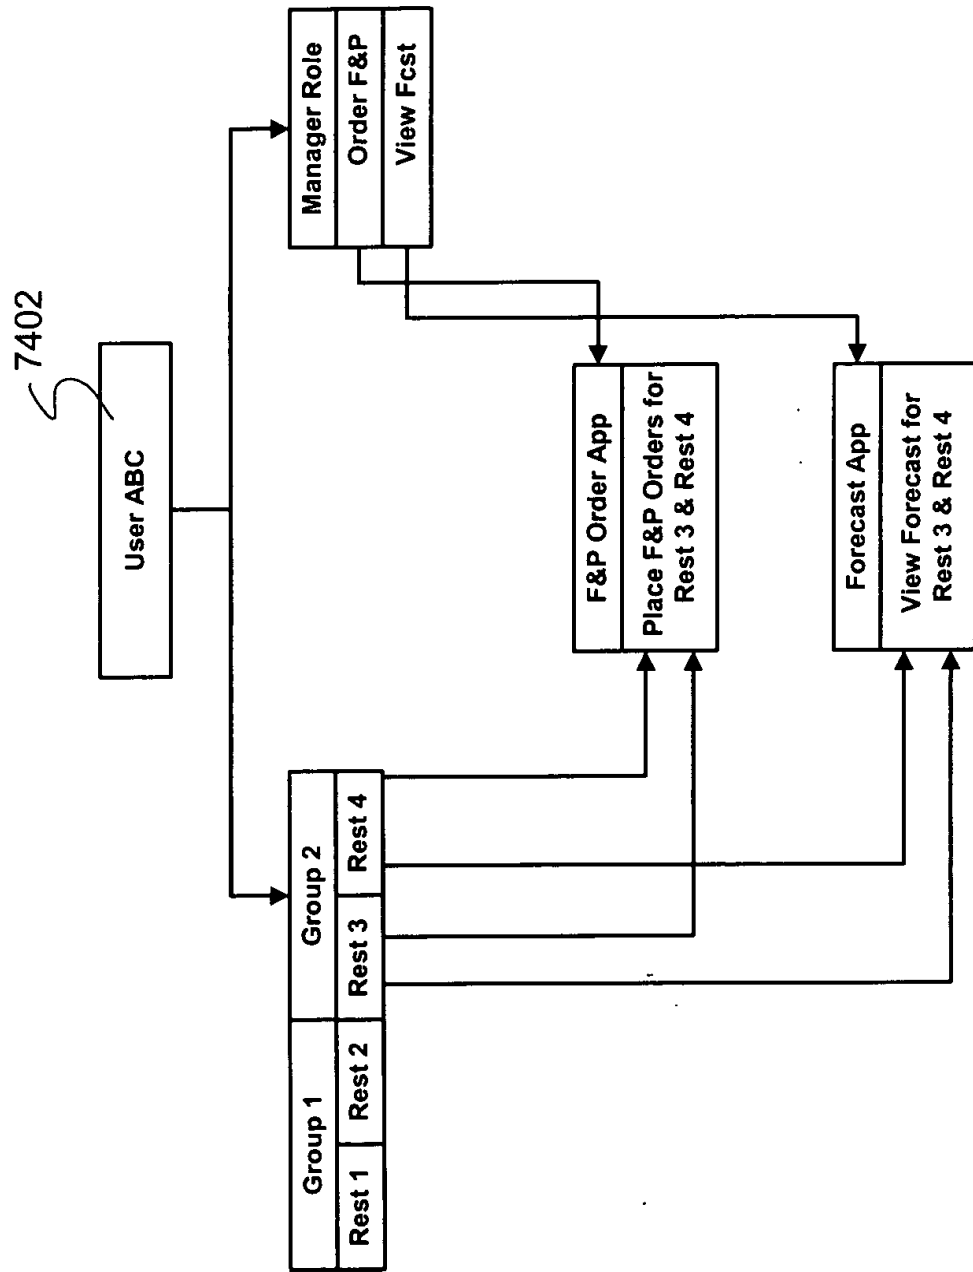 7402
User ABC
Group 1
Group 2
Rest 1
Rest 2
Rest 3
Rest 4
Manager Role
Order F&P
View Fcst
F&P Order App
Place F&P Orders for
Rest 3 & Rest 4
Forecast App
View Forecast for
Rest 3 & Rest 4